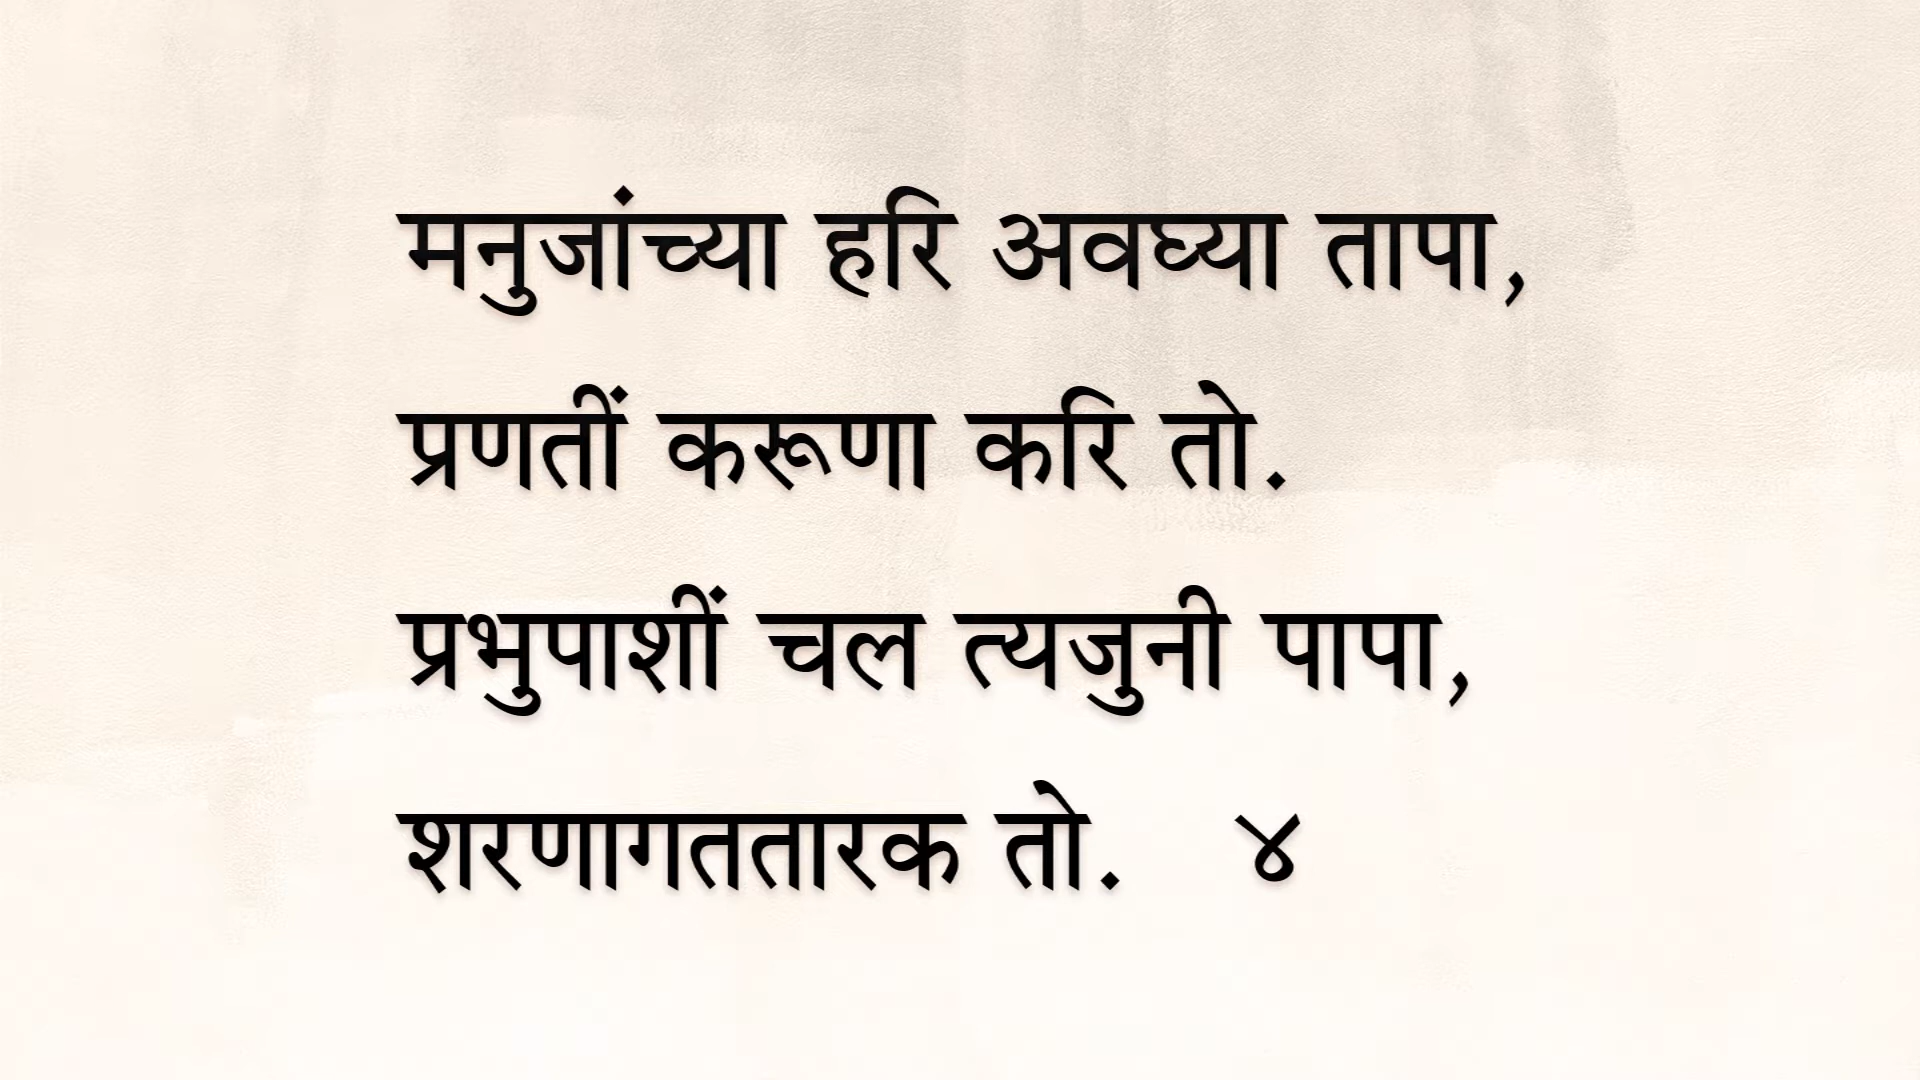 मनुजांच्या हरि अवघ्या तापा,
प्रणतीं करूणा करि तो.
प्रभुपाशीं चल त्यजुनी पापा,
शरणागततारक तो. ४